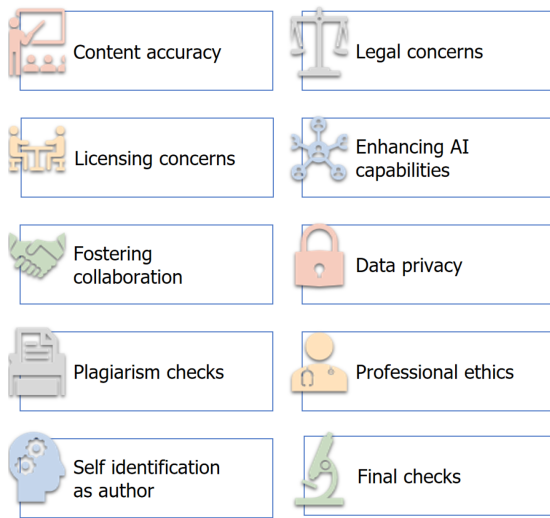 Content accuracy
Legal concerns
Licensing concerns
Enhancing AI
capabilities
Fostering
collaboration
Data privacy
Plagiarism checks
Professional ethics
Self identification
as author
Final checks